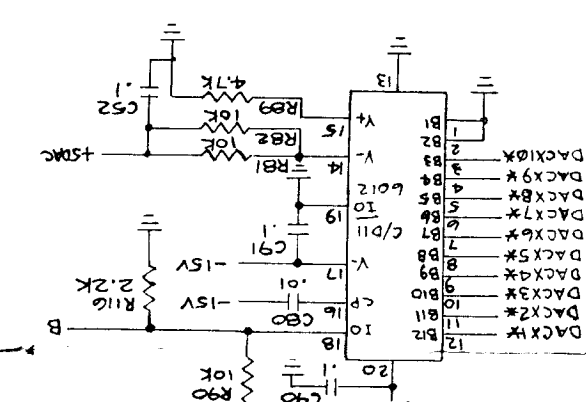 13
4.7K
R89
.1
C52
10K
R82
+5DAC
10K
R81
15 V+
14 V-
6012
19 IO
C/D11
.1
C91
-15V
17 V-
.01
C80
-15V
16 CP
2.2K
R116
B
18 IO
10K
R90
.1
C90
20
B1 1
B2 2
B3 3 DACX10*
B4 4 DACX9*
B5 5 DACX8*
B6 6 DACX7*
B7 7 DACX6*
B8 8 DACX5*
B9 9 DACX4*
B10 10 DACX3*
B11 11 DACX2*
B12 12 DACX1*